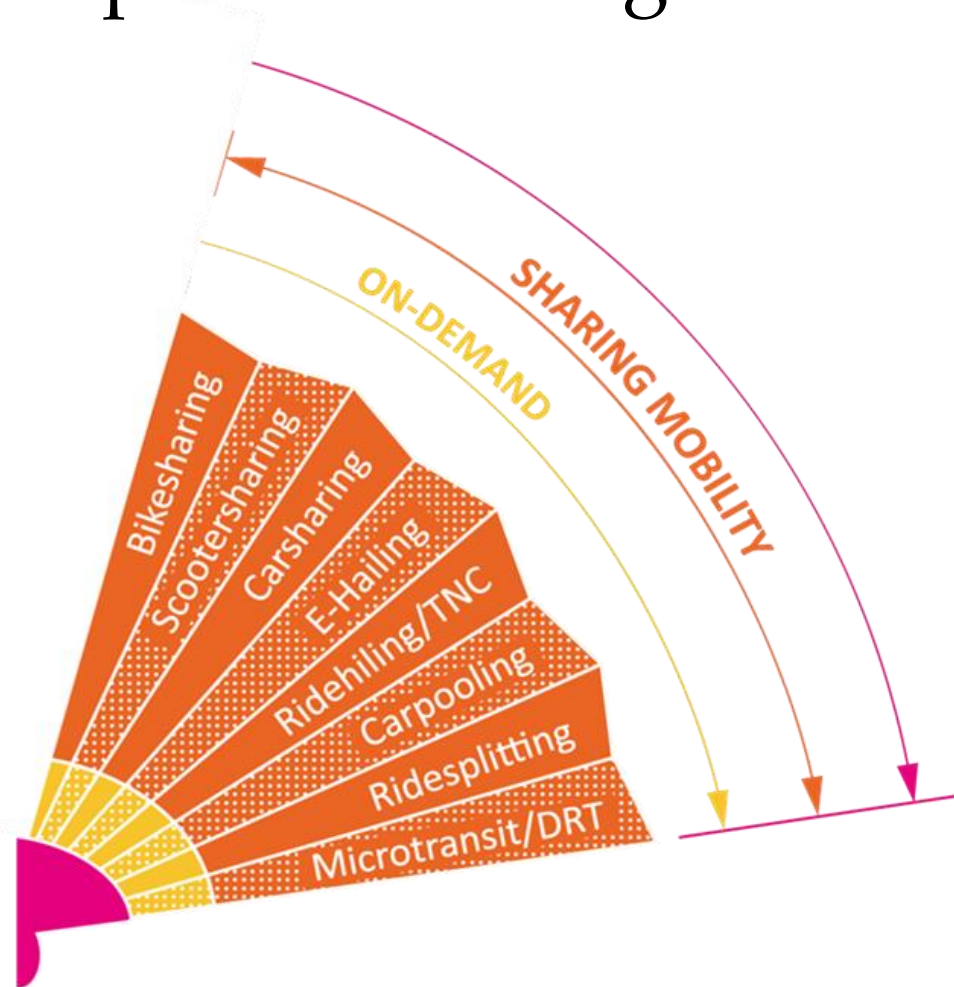 ON-DEMAND
SHARING MOBILITY
Bikesharing
Scootersharing
Carsharing
E-Hailing
Ridehiling/TNC
Carpooling
Ridesplitting
Microtransit/DRT